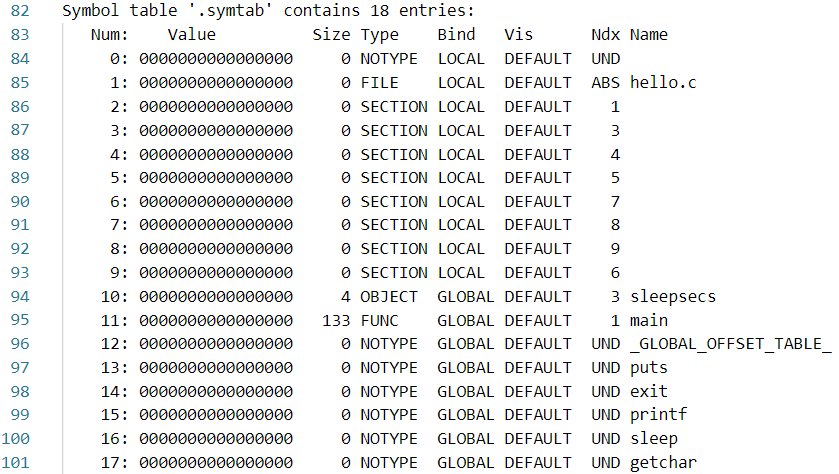 82 Symbol table '.symtab' contains 18 entries:
83 Num: Value Size Type Bind Vis Ndx Name
84 0: 0000000000000000 0 NOTYPE LOCAL DEFAULT UND
85 1: 0000000000000000 0 FILE LOCAL DEFAULT ABS hello.c
86 2: 0000000000000000 0 SECTION LOCAL DEFAULT 1
87 3: 0000000000000000 0 SECTION LOCAL DEFAULT 3
88 4: 0000000000000000 0 SECTION LOCAL DEFAULT 4
89 5: 0000000000000000 0 SECTION LOCAL DEFAULT 5
90 6: 0000000000000000 0 SECTION LOCAL DEFAULT 7
91 7: 0000000000000000 0 SECTION LOCAL DEFAULT 8
92 8: 0000000000000000 0 SECTION LOCAL DEFAULT 9
93 9: 0000000000000000 0 SECTION LOCAL DEFAULT 6
94 10: 0000000000000000 4 OBJECT GLOBAL DEFAULT 3 sleepsecs
95 11: 0000000000000000 133 FUNC GLOBAL DEFAULT 1 main
96 12: 0000000000000000 0 NOTYPE GLOBAL DEFAULT UND _GLOBAL_OFFSET_TABLE_
97 13: 0000000000000000 0 NOTYPE GLOBAL DEFAULT UND puts
98 14: 0000000000000000 0 NOTYPE GLOBAL DEFAULT UND exit
99 15: 0000000000000000 0 NOTYPE GLOBAL DEFAULT UND printf
100 16: 0000000000000000 0 NOTYPE GLOBAL DEFAULT UND sleep
101 17: 0000000000000000 0 NOTYPE GLOBAL DEFAULT UND getchar